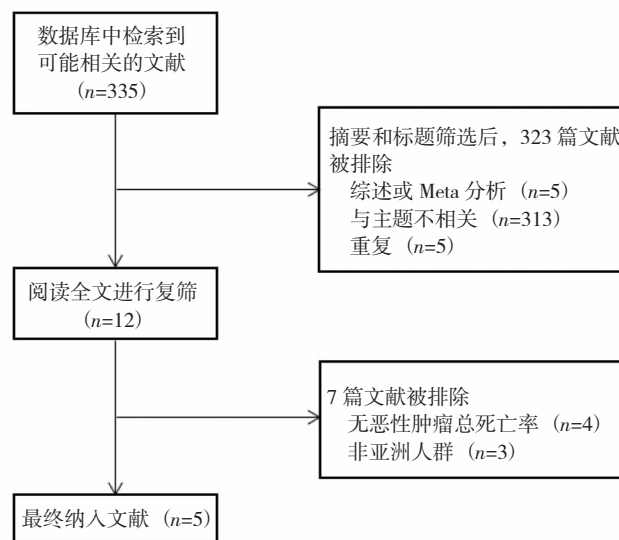 数据库中检索到
可能相关的文献
(n=335)
摘要和标题筛选后，323 篇文献
被排除
综述或 Meta 分析 (n=5)
与主题不相关 (n=313)
重复 (n=5)
阅读全文进行复筛
(n=12)
7 篇文献被排除
无恶性肿瘤总死亡率 (n=4)
非亚洲人群 (n=3)
最终纳入文献 (n=5)